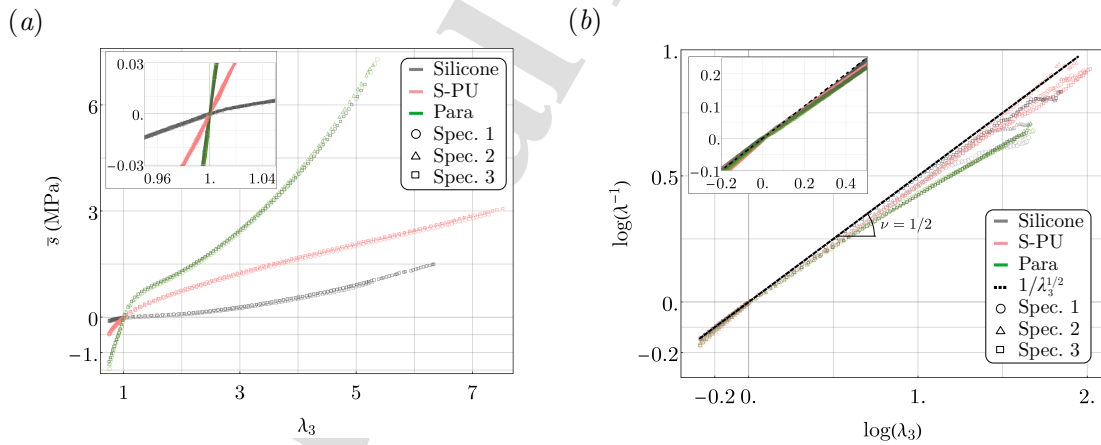 (a)
Silicone
S-PU
Para
Spec. 1
Spec. 2
Spec. 3
0.03
0.
−0.03
0.96
1.
1.04
6
3
0
−1.
s̅ (MPa)
1
3
5
7
λ₃
(b)
1.
0.5
0.
−0.2
log(λ⁻¹)
0.2
0.1
0.
−0.1
−0.2
0.
0.2
0.4
ν = 1/2
Silicone
S-PU
Para
1/λ₃^{1/2}
Spec. 1
Spec. 2
Spec. 3
−0.2 0.
1.
2.
log(λ₃)